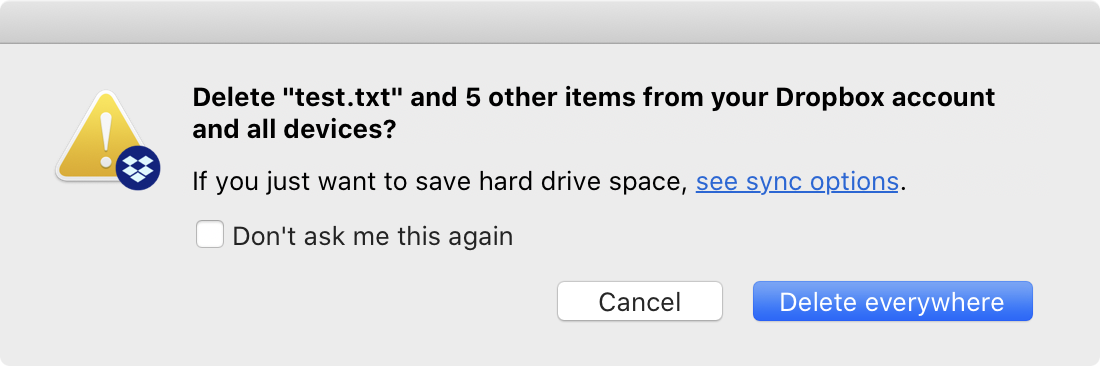 Delete "test.txt" and 5 other items from your Dropbox account
and all devices?
If you just want to save hard drive space, see sync options.
Don't ask me this again
Cancel
Delete everywhere